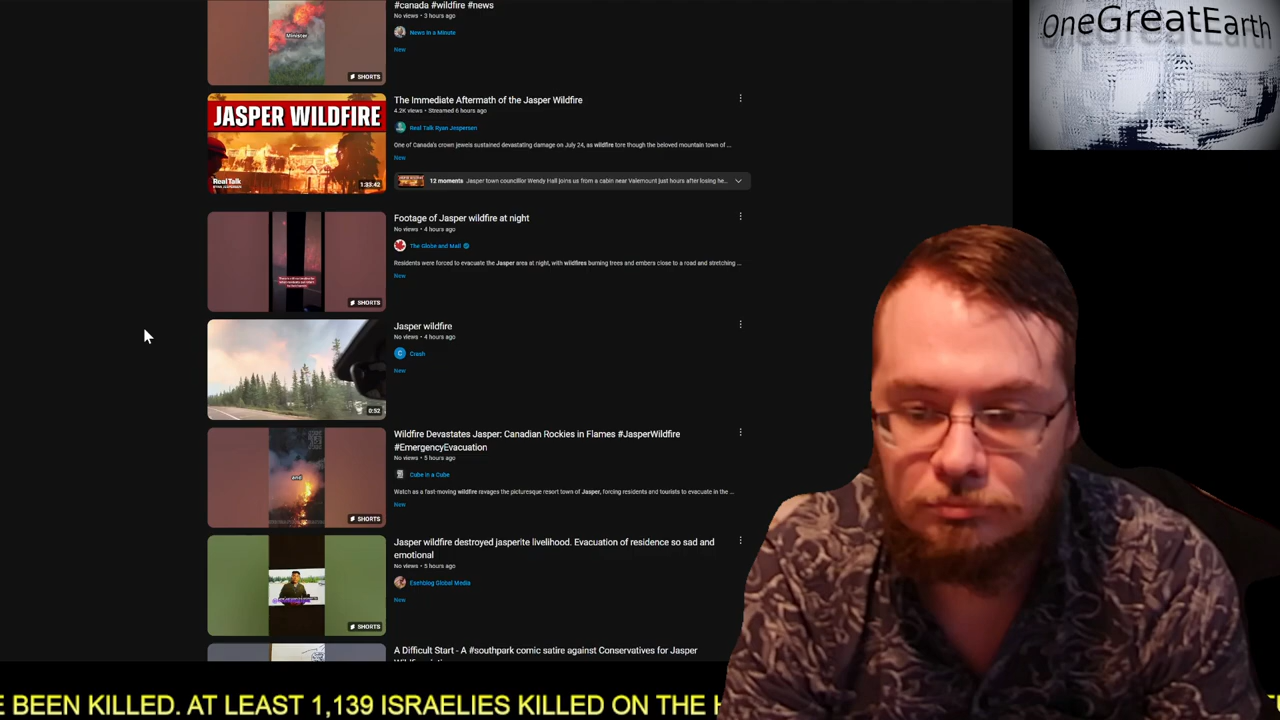 #canada #wildfire #news
No views • 3 hours ago
OneGreatEarth
Minister
News in a Minute
New
SHORTS
The Immediate Aftermath of the Jasper Wildfire
4.2K views • Streamed 6 hours ago
JASPER WILDFIRE
Real Talk Ryan Jespersen
One of Canada's crown jewels sustained devastating damage on July 24, as wildfire tore though the beloved mountain town of ...
New
Real Talk
RYAN JESPERSEN
1:33:42
12 moments Jasper town councillor Wendy Hall joins us from a cabin near Valemount just hours after losing he...
Footage of Jasper wildfire at night
No views • 4 hours ago
The Globe and Mail
Residents were forced to evacuate the Jasper area at night, with wildfires burning trees and embers close to a road and stretching ...
New
SHORTS
Jasper wildfire
No views • 4 hours ago
C Crash
New
0:52
Wildfire Devastates Jasper: Canadian Rockies in Flames #JasperWildfire
#EmergencyEvacuation
No views • 5 hours ago
and
Cube in a Cube
Watch as a fast-moving wildfire ravages the picturesque resort town of Jasper, forcing residents and tourists to evacuate in the ...
New
SHORTS
Jasper wildfire destroyed jasperite livelihood. Evacuation of residence so sad and
emotional
No views • 5 hours ago
Global Media
New
SHORTS
A Difficult Start - A #southpark comic satire against Conservatives for Jasper
BEEN KILLED. AT LEAST 1,139 ISRAELIES KILLED ON THE